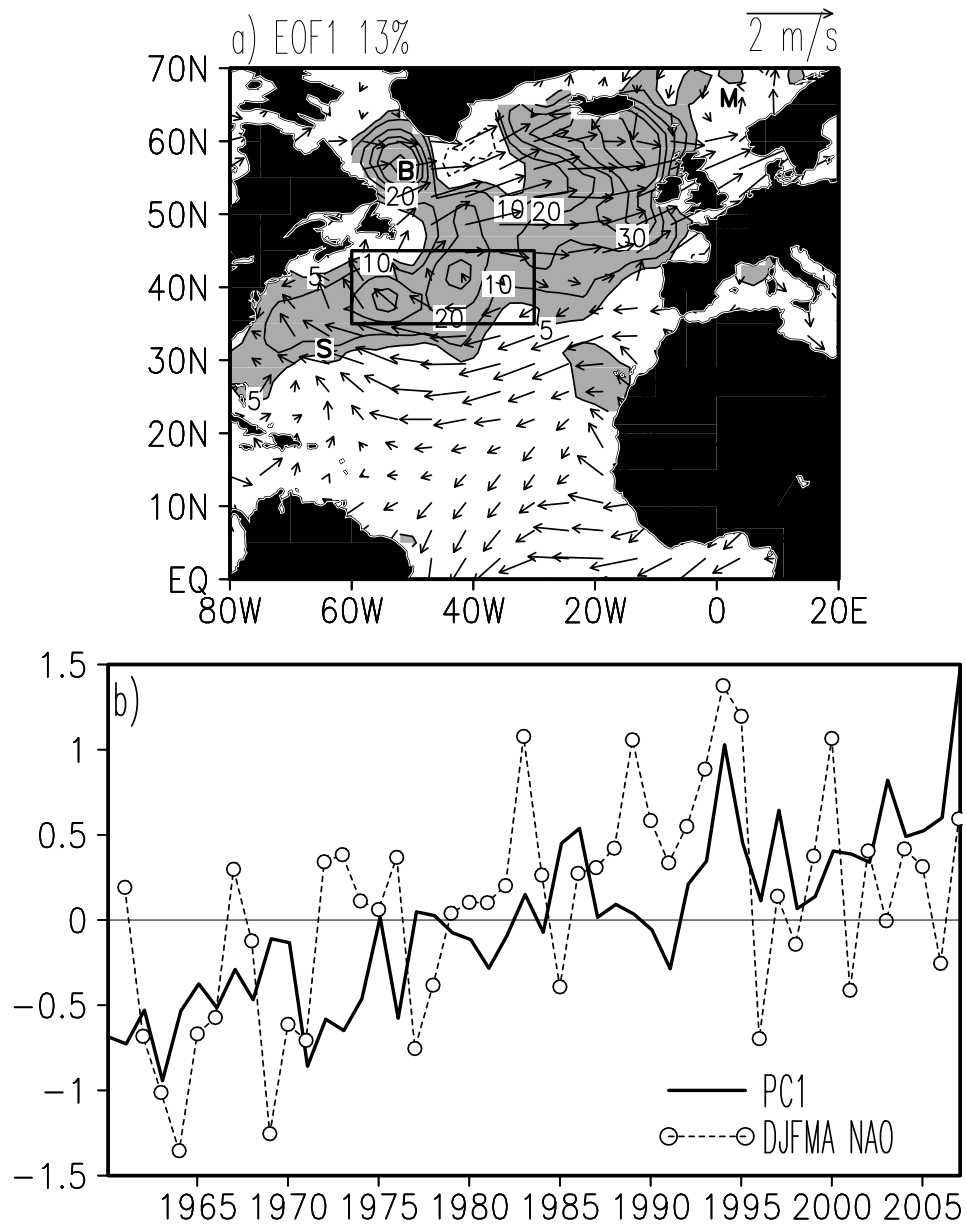 a) EOF1 13%
2 m/s
70N
M
60N
B
20
50N
10 20
30
10
5
40N
10
20
5
S
30N
5
20N
10N
EQ
80W 60W 40W 20W 0 20E
1.5
b)
1
0.5
0
−0.5
−1
PC1
DJFMA NAO
−1.5
1965 1970 1975 1980 1985 1990 1995 2000 2005